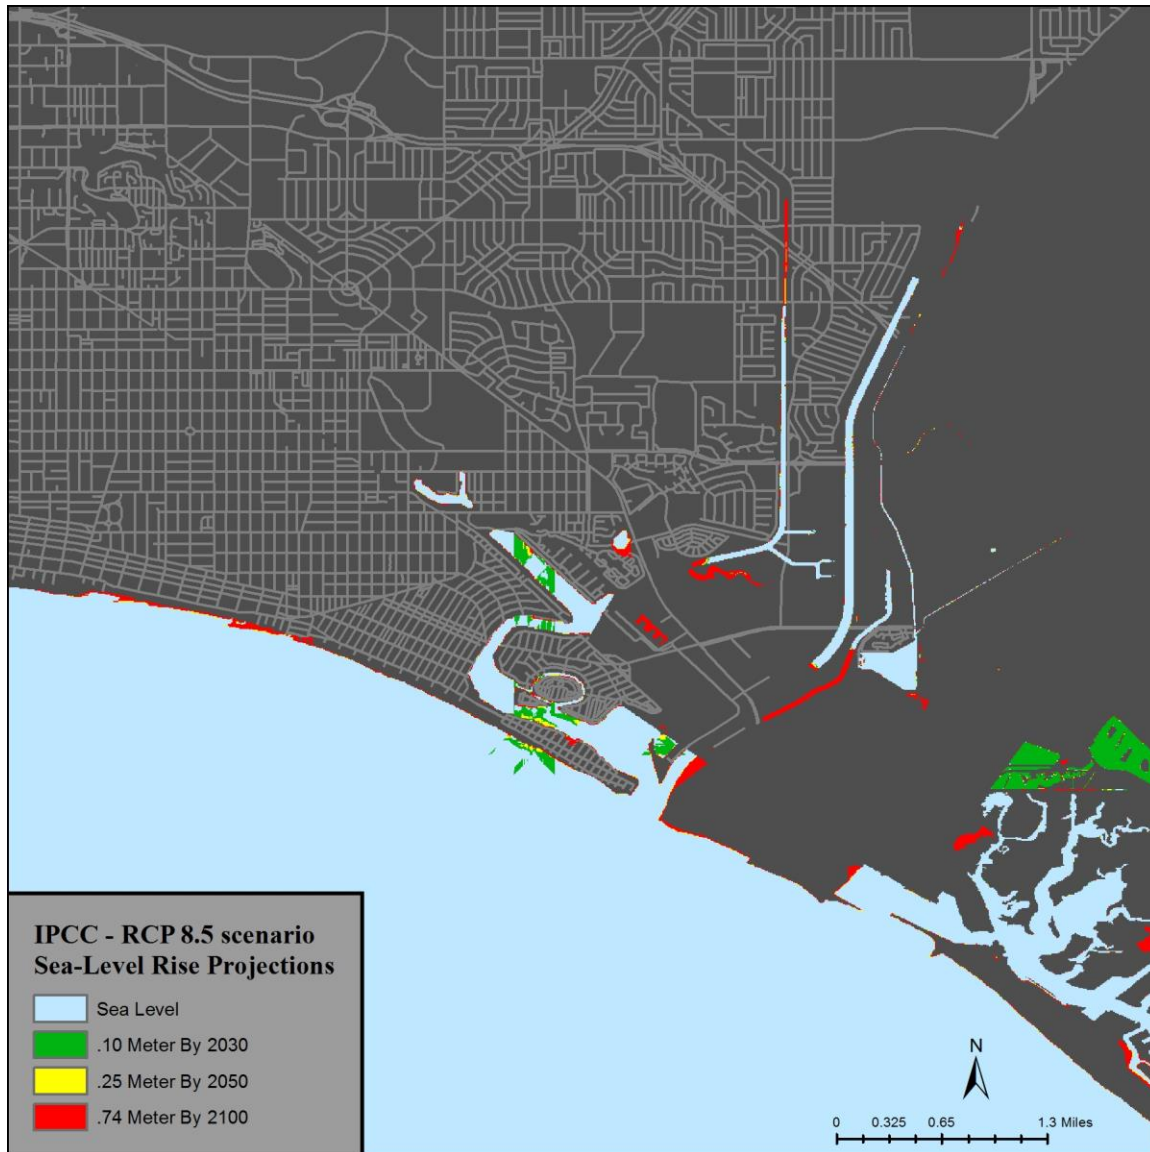 IPCC - RCP 8.5 scenario
Sea-Level Rise Projections
Sea Level
.10 Meter By 2030
.25 Meter By 2050
.74 Meter By 2100
N
0 0.325 0.65 1.3 Miles